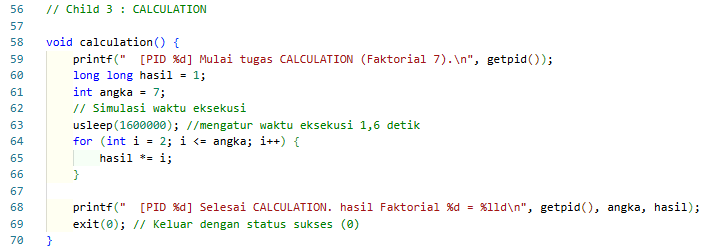 56 // Child 3 : CALCULATION
57
58 void calculation() {
59     printf("  [PID %d] Mulai tugas CALCULATION (Faktorial 7).\n", getpid());
60     long long hasil = 1;
61     int angka = 7;
62     // Simulasi waktu eksekusi
63     usleep(1600000); //mengatur waktu eksekusi 1,6 detik
64     for (int i = 2; i <= angka; i++) {
65         hasil *= i;
66     }
67
68     printf("  [PID %d] Selesai CALCULATION. hasil Faktorial %d = %lld\n", getpid(), angka, hasil);
69     exit(0); // Keluar dengan status sukses (0)
70 }